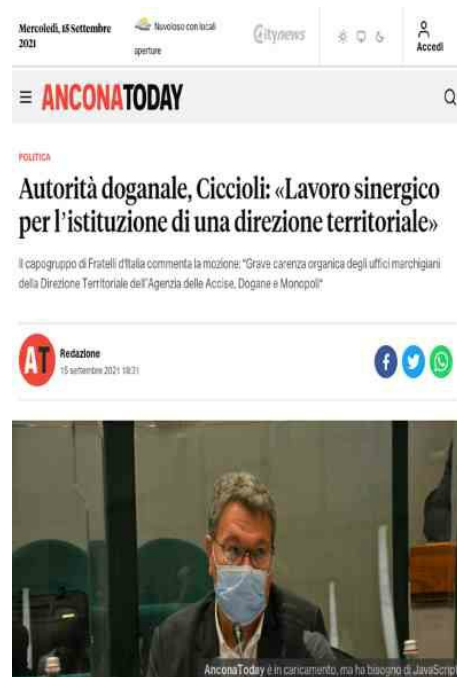 Mercoledì, 15 Settembre
2021
Nuvoloso con locali
aperture
Citynews
Accedi
ANCONATODAY
POLITICA
Autorità doganale, Ciccioli: «Lavoro sinergico
per l'istituzione di una direzione territoriale»
Il capogruppo di Fratelli d'Italia commenta la mozione: "Grave carenza organica degli uffici marchigiani
della Direzione Territoriale dell'Agenzia delle Accise, Dogane e Monopoli"
AT
Redazione
15 settembre 2021 18:31
AnconaToday è in caricamento, ma ha bisogno di JavaScript